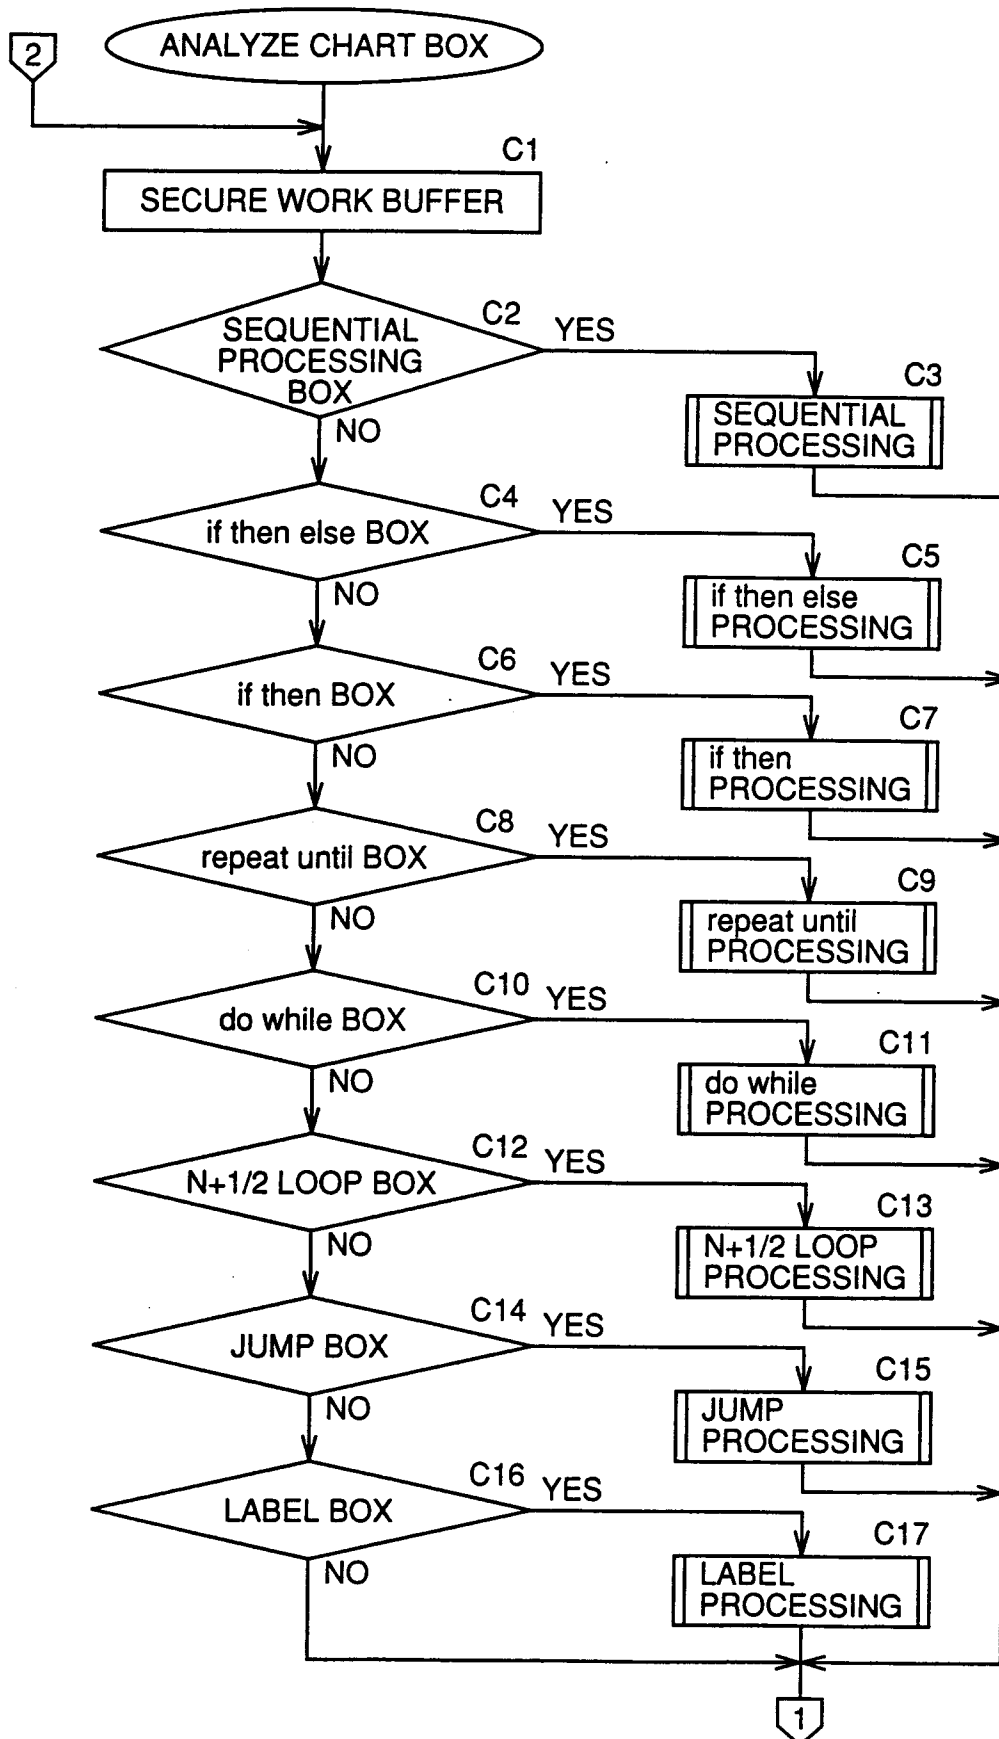 2
ANALYZE CHART BOX
C1
SECURE WORK BUFFER
C2
YES
SEQUENTIAL
PROCESSING
BOX
NO
C3
SEQUENTIAL
PROCESSING
C4
YES
if then else BOX
NO
C5
if then else
PROCESSING
C6
YES
if then BOX
NO
C7
if then
PROCESSING
C8
YES
repeat until BOX
NO
C9
repeat until
PROCESSING
C10
YES
do while BOX
NO
C11
do while
PROCESSING
C12
YES
N+1/2 LOOP BOX
NO
C13
N+1/2 LOOP
PROCESSING
C14
YES
JUMP BOX
NO
C15
JUMP
PROCESSING
C16
YES
LABEL BOX
NO
C17
LABEL
PROCESSING
1